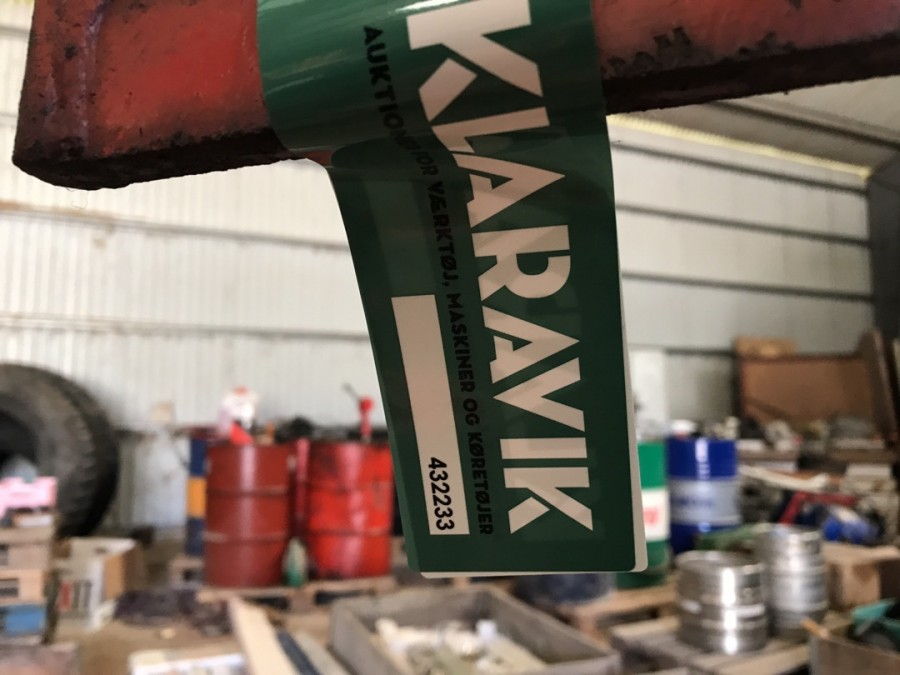 KLARAVIK
AUKTIONER FOR VÆRKTØJ, MASKINER OG KØRETØJER
432233